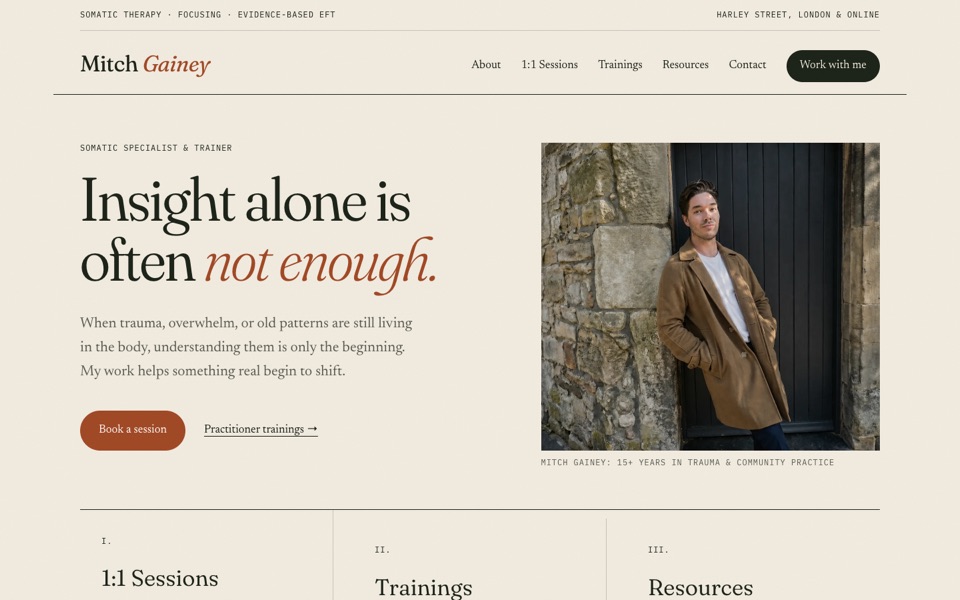 SOMATIC THERAPY · FOCUSING · EVIDENCE-BASED EFT
HARLEY STREET, LONDON & ONLINE
Mitch Gainey
About 1:1 Sessions Trainings Resources Contact Work with me
SOMATIC SPECIALIST & TRAINER
Insight alone is
often not enough.
When trauma, overwhelm, or old patterns are still living
in the body, understanding them is only the beginning.
My work helps something real begin to shift.
Book a session
Practitioner trainings →
MITCH GAINEY: 15+ YEARS IN TRAUMA & COMMUNITY PRACTICE
I.
1:1 Sessions
II.
Trainings
III.
Resources